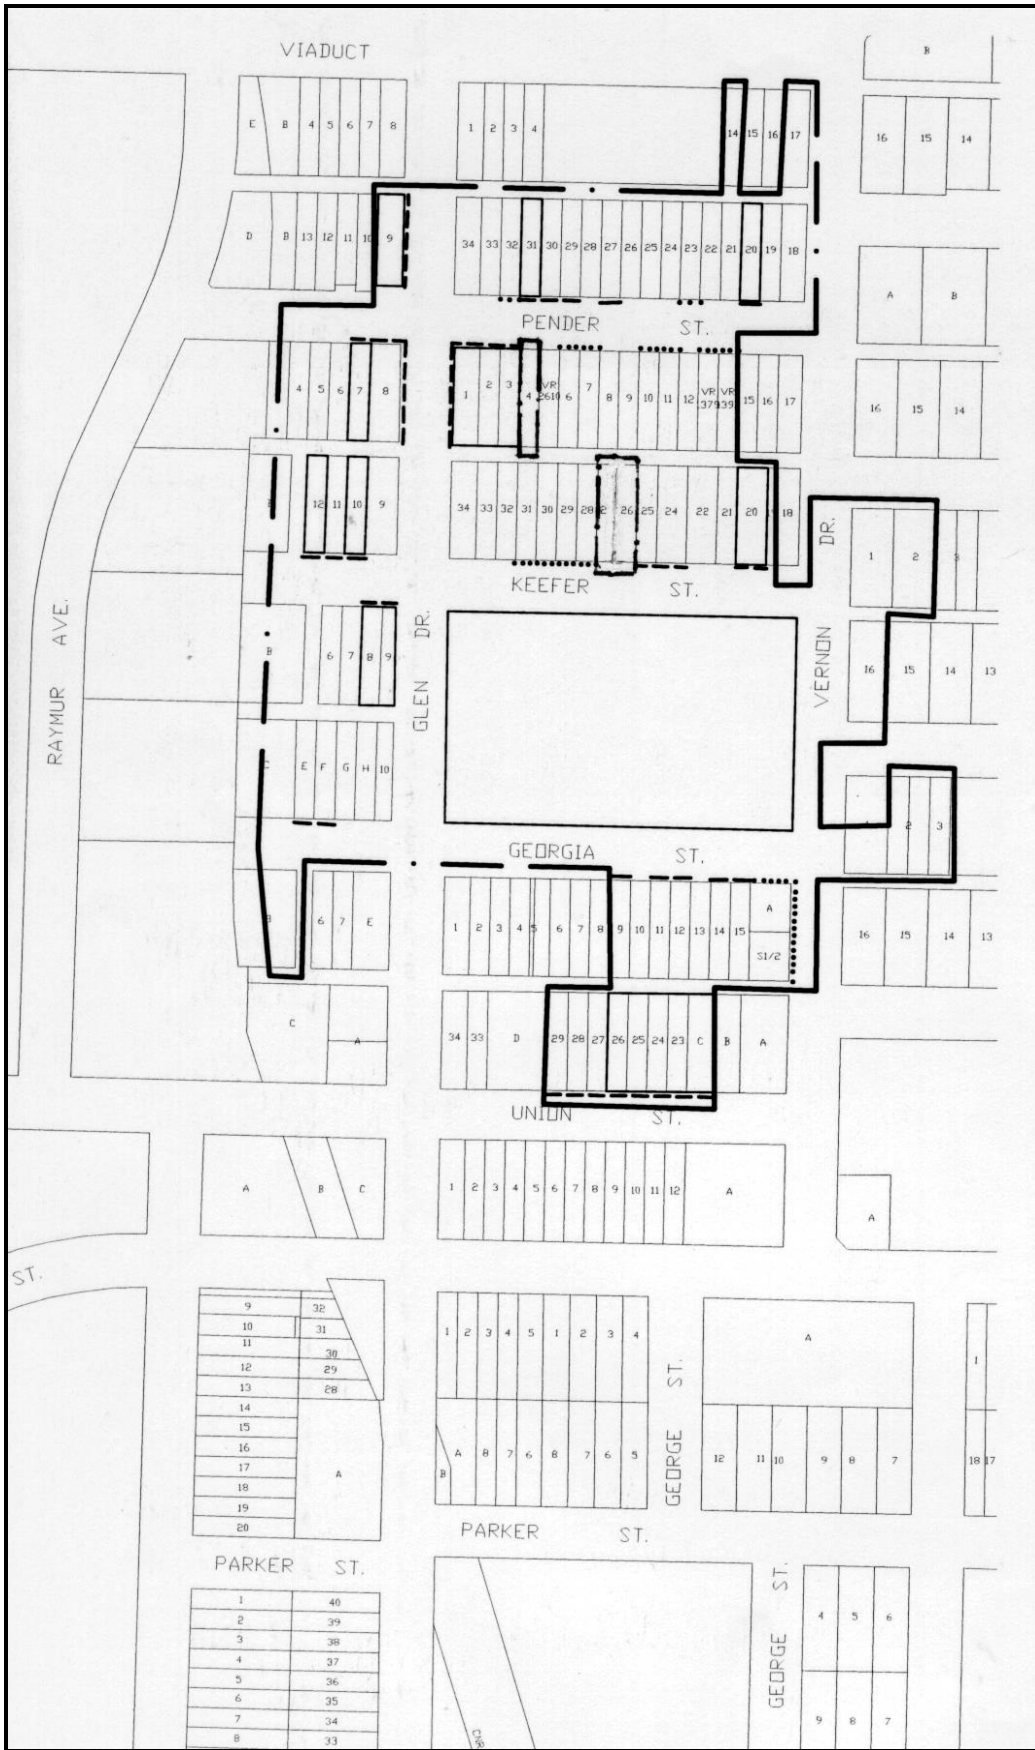 VIADUCT
B
E B 4 5 6 7 8
1 2 3 4
14 15 16 17
16 15 14
D B 13 12 11 10 9
34 33 32 31 30 29 28 27 26 25 24 23 22 21 20 19 18
A B
PENDER ST.
4 5 6 7 8
1 2 3 4 VR 2610 6 7 8 9 10 11 12 VR 379 VR 39 15 16 17
16 15 14
12 11 10 9
34 33 32 31 30 29 28 26 25 24 22 21 20 18
1 2 3
KEEFER ST.
GLEN DR.
VERNON DR.
RAYMUR AVE.
B
6 7 8 9
16 15 14 13
C E F G H 10
2 3
GEORGIA ST.
B 6 7 E
1 2 3 4 5 6 7 8 9 10 11 12 13 14 15 A
S1/2
16 15 14 13
C
A
34 33 D 29 28 27 26 25 24 23 C B A
UNION ST.
A B C
1 2 3 4 5 6 7 8 9 10 11 12 A
A
ST.
9 32
10 31
11 30
12 29
13 28
14
15
16
17
18
19
20
A
1 2 3 4 5 1 2 3 4
B A 8 7 6 8 7 6 5
GEORGE ST.
A
12 11 10 9 8 7
1
18 17
PARKER ST.
PARKER ST.
1 40
2 39
3 38
4 37
5 36
6 35
7 34
8 33
GEORGE ST.
4 5 6
9 8 7